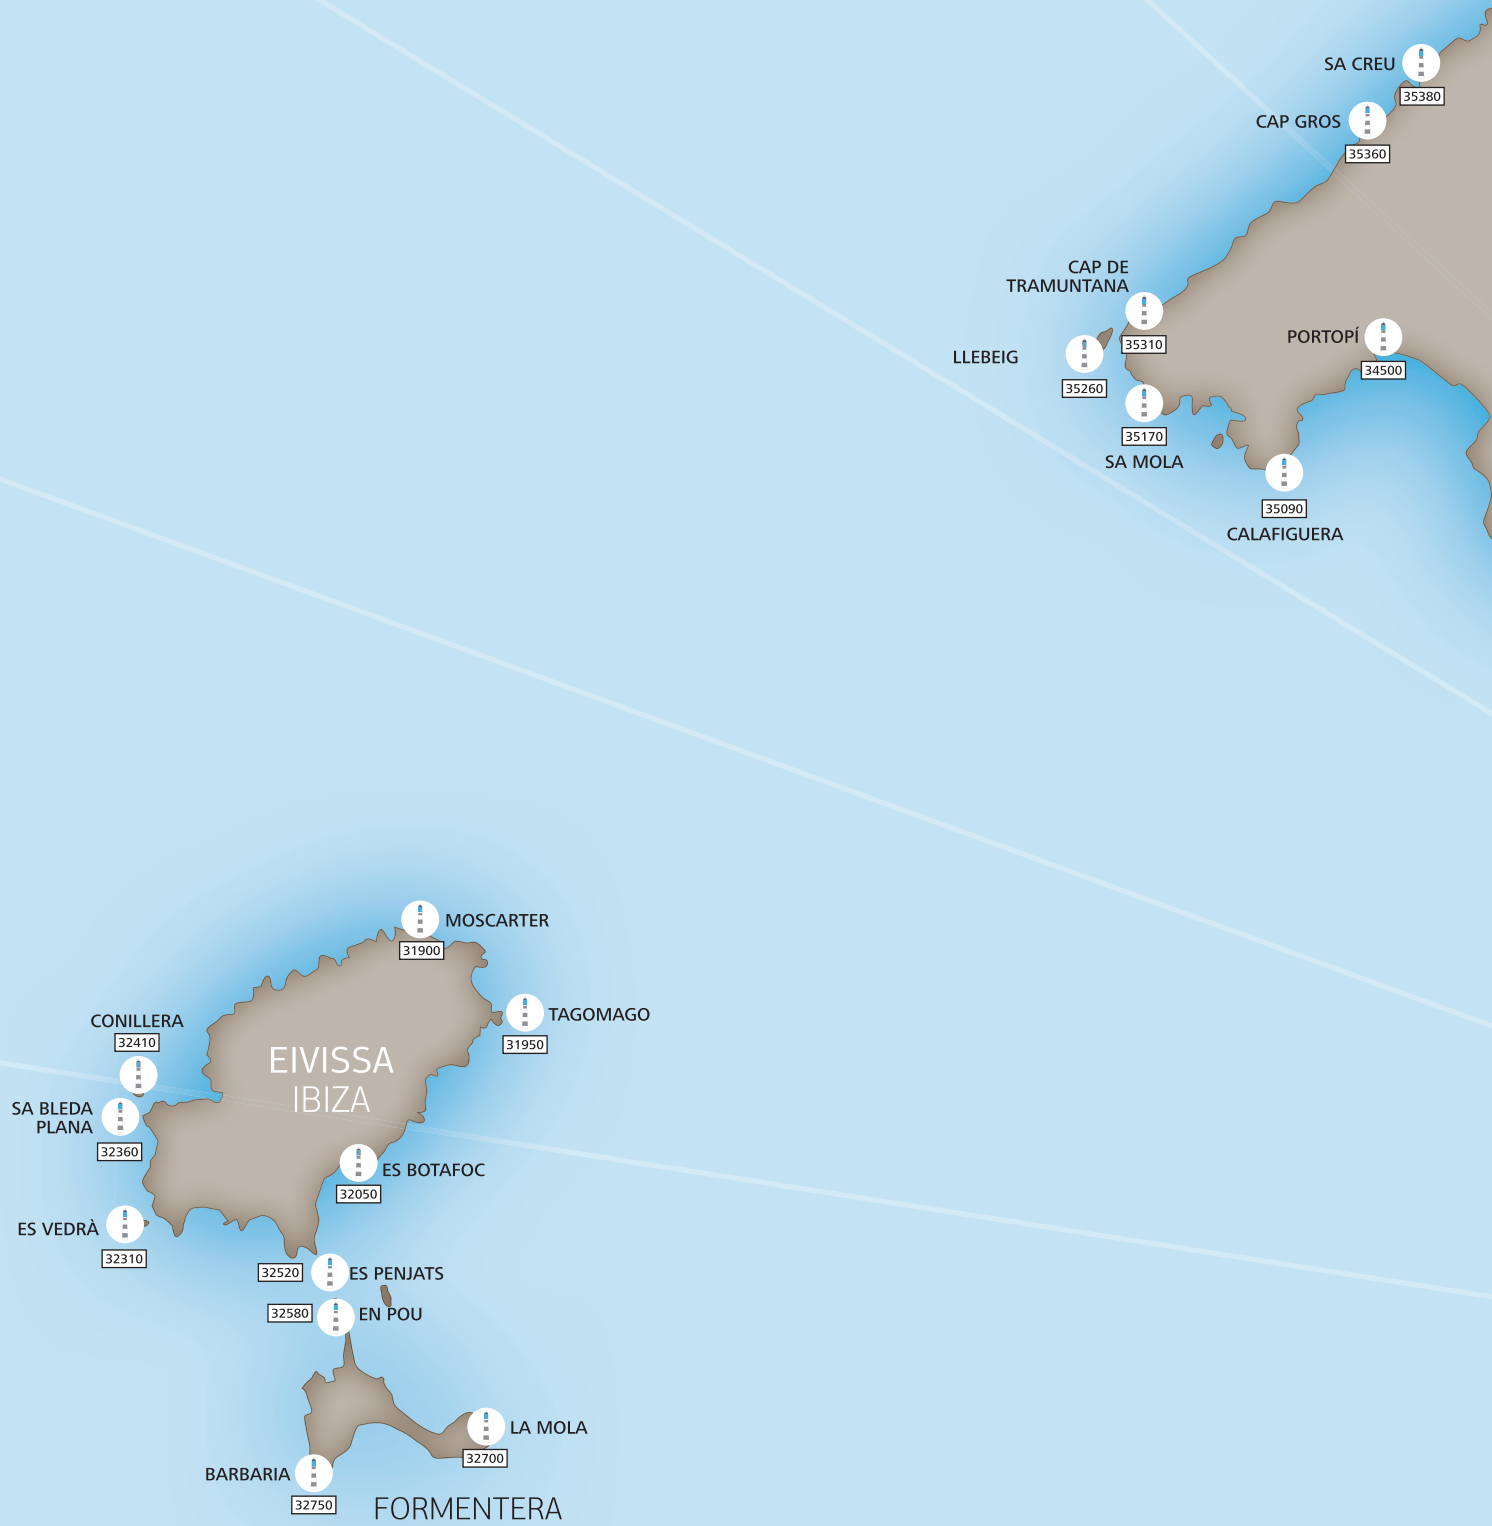 SA CREU
35380
CAP GROS
35360
CAP DE
TRAMUNTANA
35310
LLEBEIG
35260
PORTOPÍ
34500
35170
SA MOLA
35090
CALAFIGUERA
MOSCARTER
31900
TAGOMAGO
31950
CONILLERA
32410
EIVISSA
IBIZA
SA BLEDA
PLANA
32360
ES BOTAFOC
32050
ES VEDRÀ
32310
32520
ES PENJATS
32580
EN POU
LA MOLA
32700
BARBARIA
32750
FORMENTERA